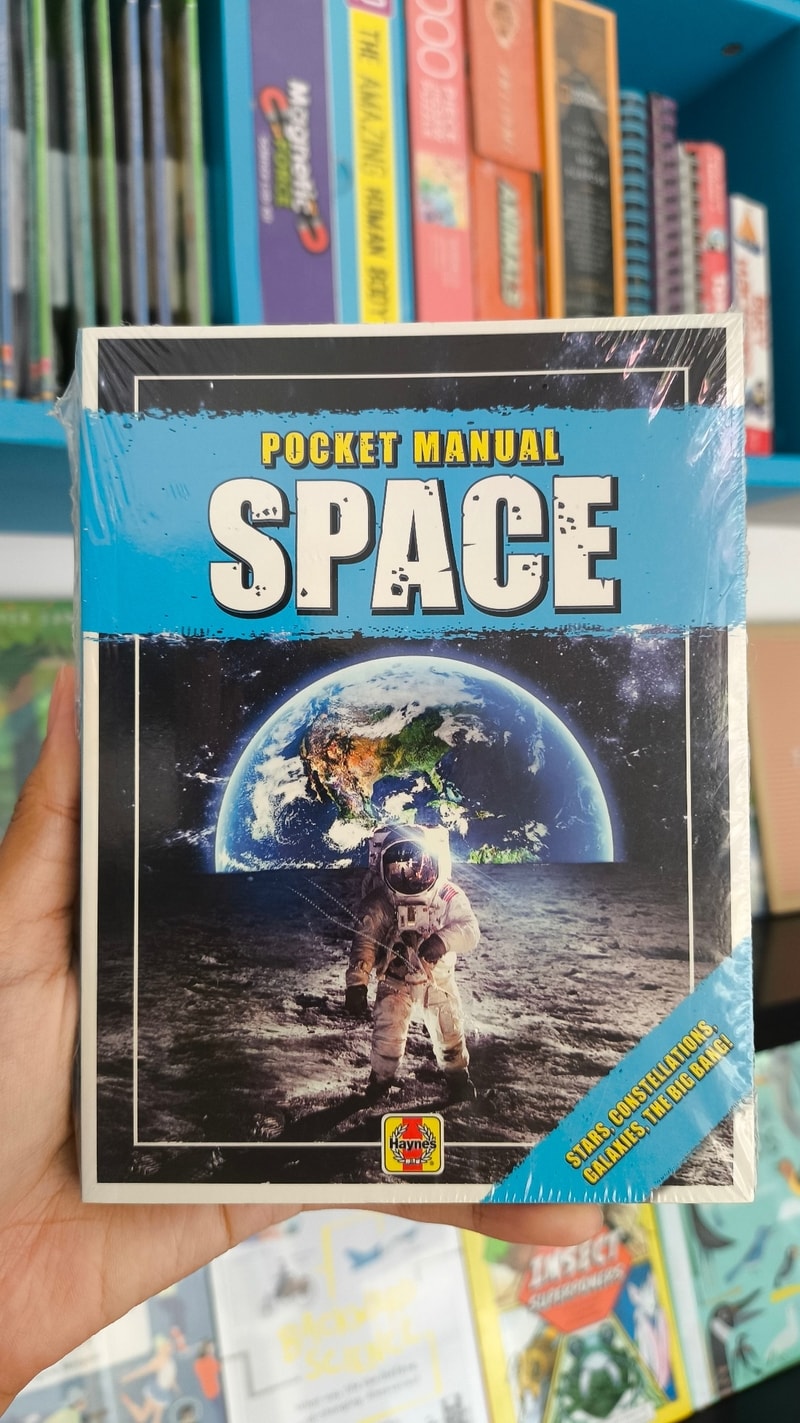 Magnetic
THE AMAZING HUMAN BODY
ANIMALS
POCKET MANUAL
SPACE
STARS, CONSTELLATIONS,
GALAXIES, THE BIG BANG!
Haynes
INSECT
SUPERPOWERS
BACKYARD
SCIENCE